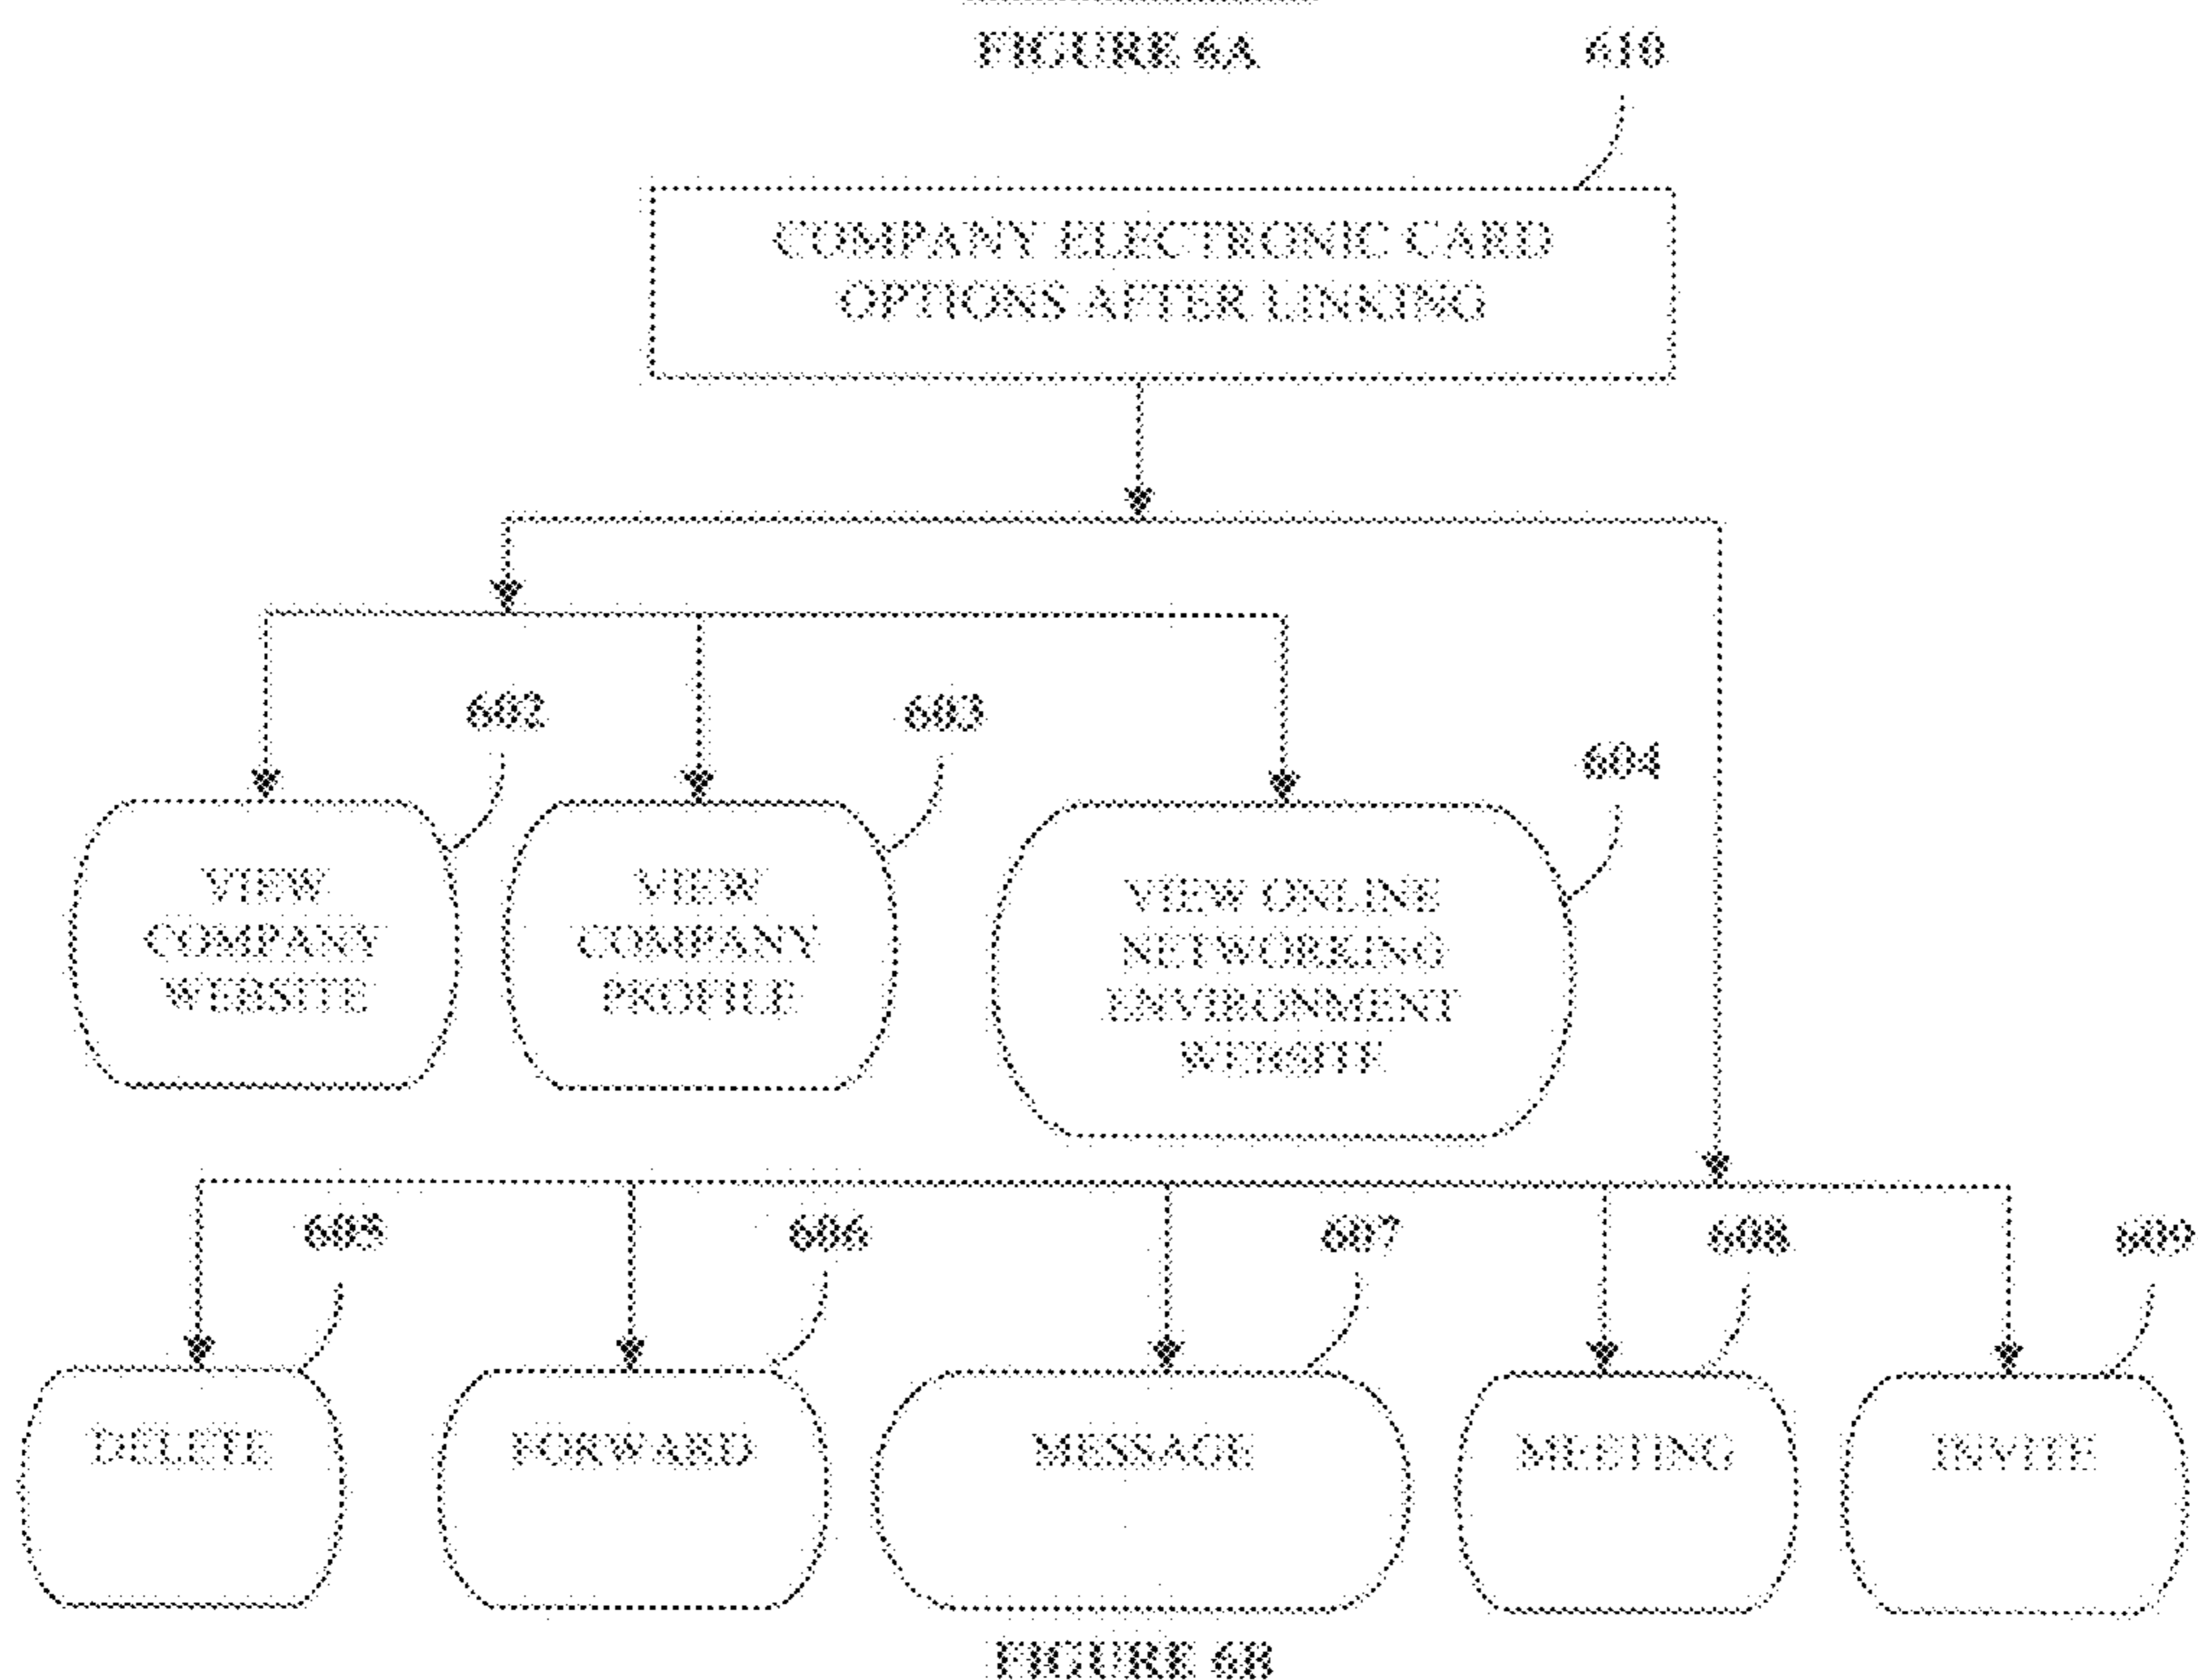 FIGURE 6A
610
COMPANY ELECTRONIC CARD
OPTIONS AFTER LINKING
602
603
604
VIEW
COMPANY
WEBSITE
VIEW
COMPANY
PROFILE
VIEW ONLINE
NETWORKING
ENVIRONMENT
WEBSITE
605
606
607
608
609
DELETE
FORWARD
MESSAGE
MEETING
INVITE
FIGURE 6B